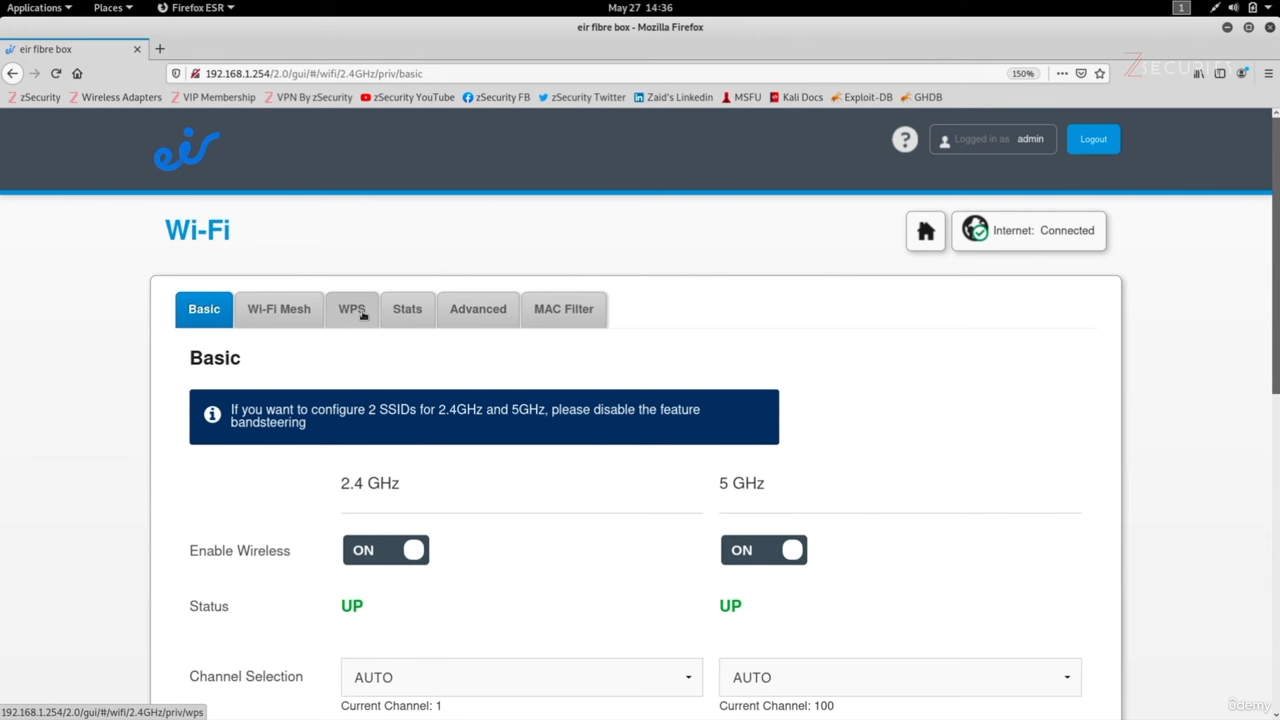 Applications Places Firefox ESR May 27 14:36 1
eir fibre box - Mozilla Firefox
eir fibre box
192.168.1.254/2.0/gui/#/wifi/2.4GHz/priv/basic 150%
ZSECURITY
zSecurity Wireless Adapters VIP Membership VPN By zSecurity zSecurity YouTube zSecurity FB zSecurity Twitter Zaid's Linkedin MSFU Kali Docs Exploit-DB GHDB
eir ? Logged in as admin Logout
Wi-Fi Internet: Connected
Basic Wi-Fi Mesh WPS Stats Advanced MAC Filter
Basic
If you want to configure 2 SSIDs for 2.4GHz and 5GHz, please disable the feature
bandsteering
2.4 GHz 5 GHz
Enable Wireless ON ON
Status UP UP
Channel Selection AUTO AUTO
Current Channel: 1 Current Channel: 100
192.168.1.254/2.0/gui/#/wifi/2.4GHz/priv/wps
ûdemy